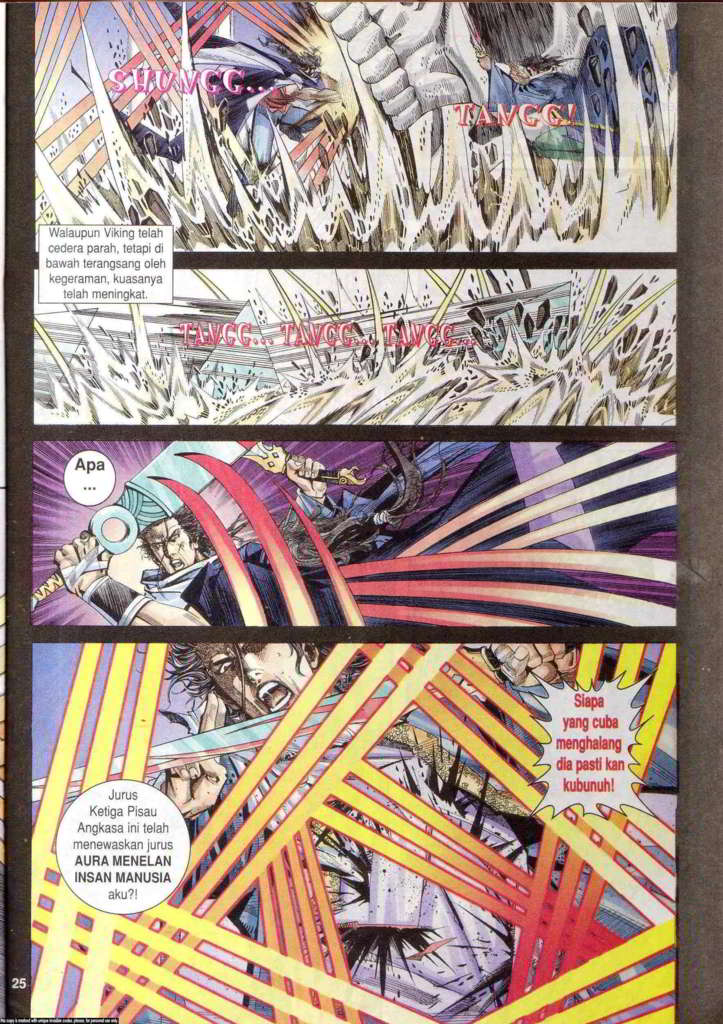 SHUNGG...
TANGG!
Walaupun Viking telah
cedera parah, tetapi di
bawah terangsang oleh
kegeraman, kuasanya
telah meningkat.
TANGG... TANGG... TANGG...
Apa
...
Siapa
yang cuba
menghalang
dia pasti kan
kubunuh!
Jurus
Ketiga Pisau
Angkasa ini telah
menewaskan jurus
AURA MENELAN
INSAN MANUSIA
aku?!
25